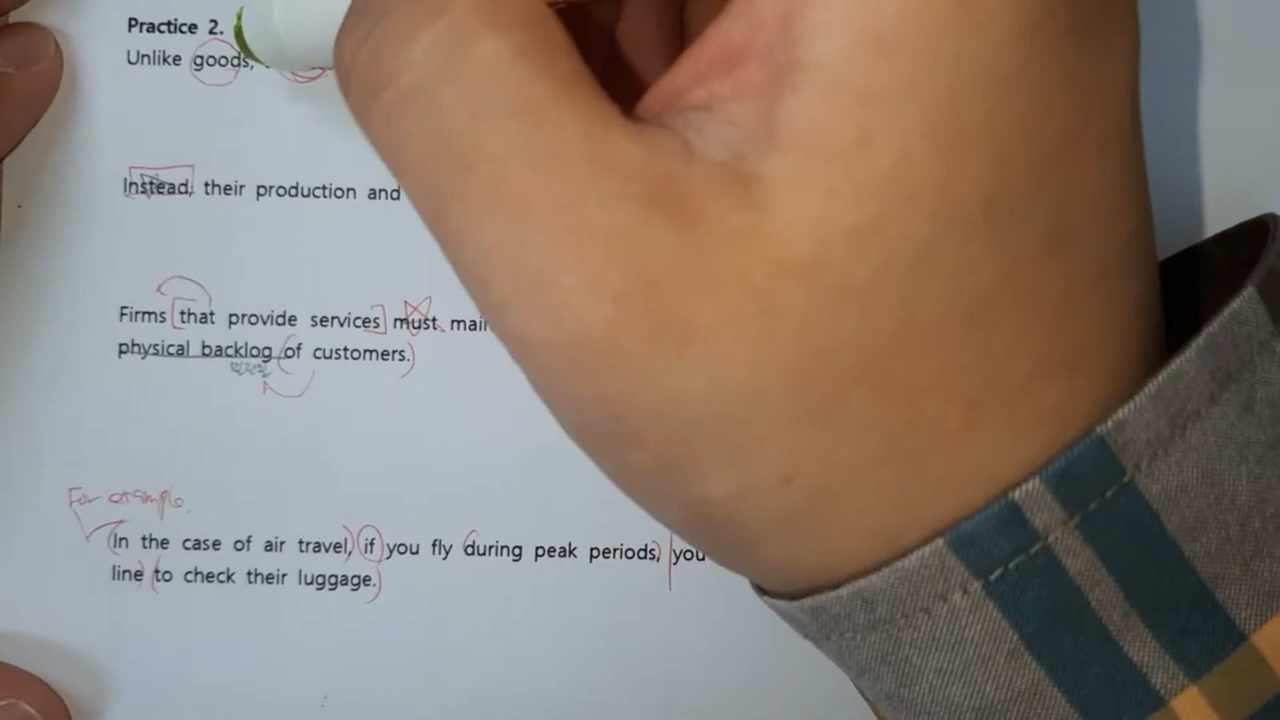 Practice 2.
Unlike goods,
Instead, their production and
Firms that provide services must
physical backlog of customers.
For example.
In the case of air travel, if you fly during peak periods, you
line to check their luggage.